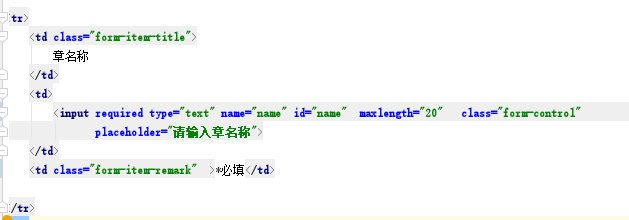 tr>
<td class="form-item-title">
章名称
</td>
<td>
<input required type="text" name="name" id="name" maxlength="20" class="form-control"
placeholder="请输入章名称">
</td>
<td class="form-item-remark" >*必填</td>
/tr>